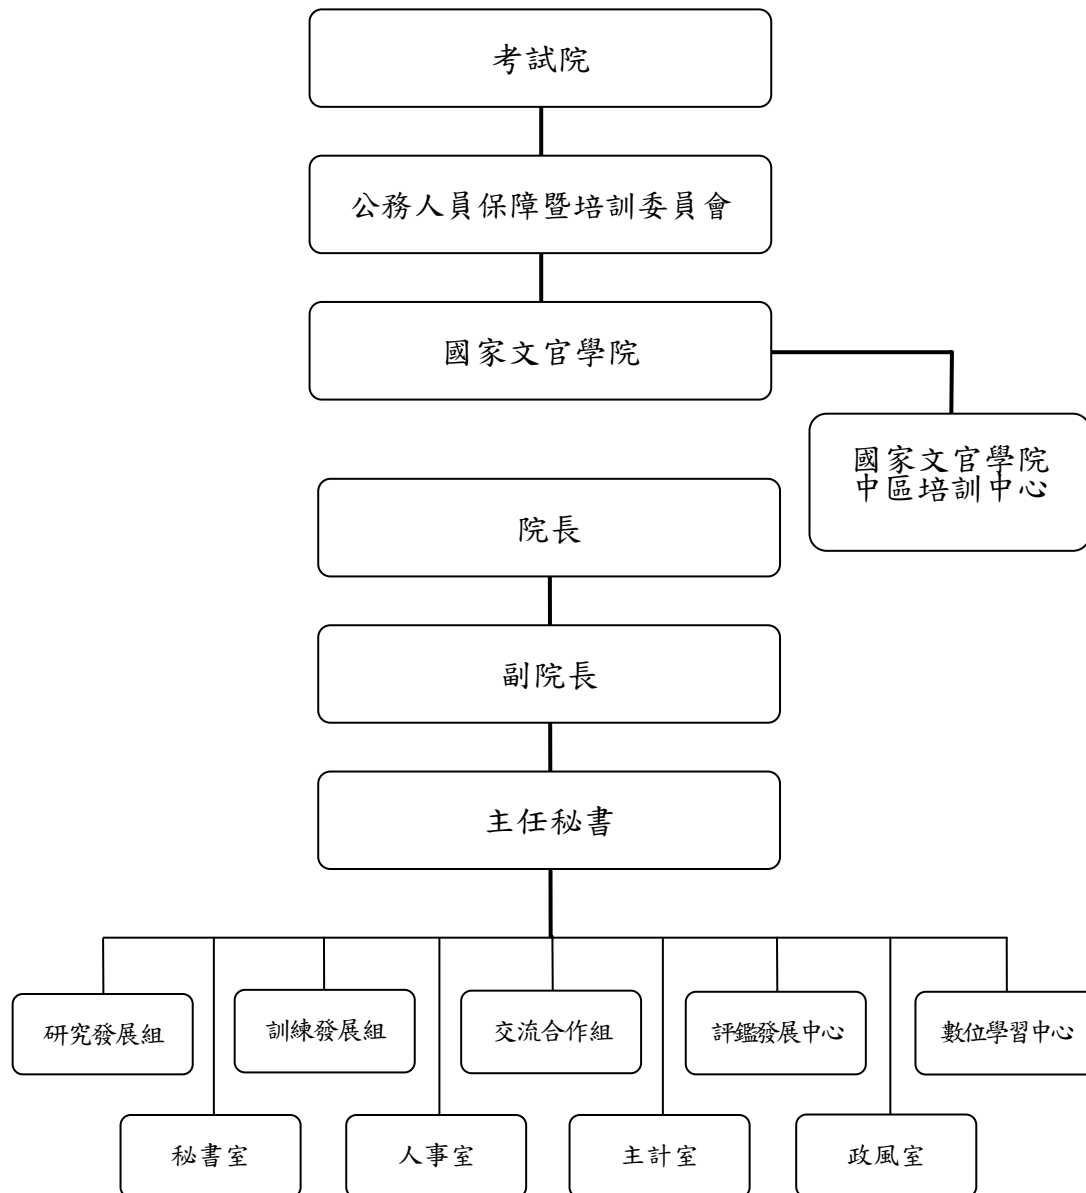 考試院
公務人員保障暨培訓委員會
國家文官學院
國家文官學院
中區培訓中心
院長
副院長
主任秘書
研究發展組
訓練發展組
交流合作組
評鑑發展中心
數位學習中心
秘書室
人事室
主計室
政風室